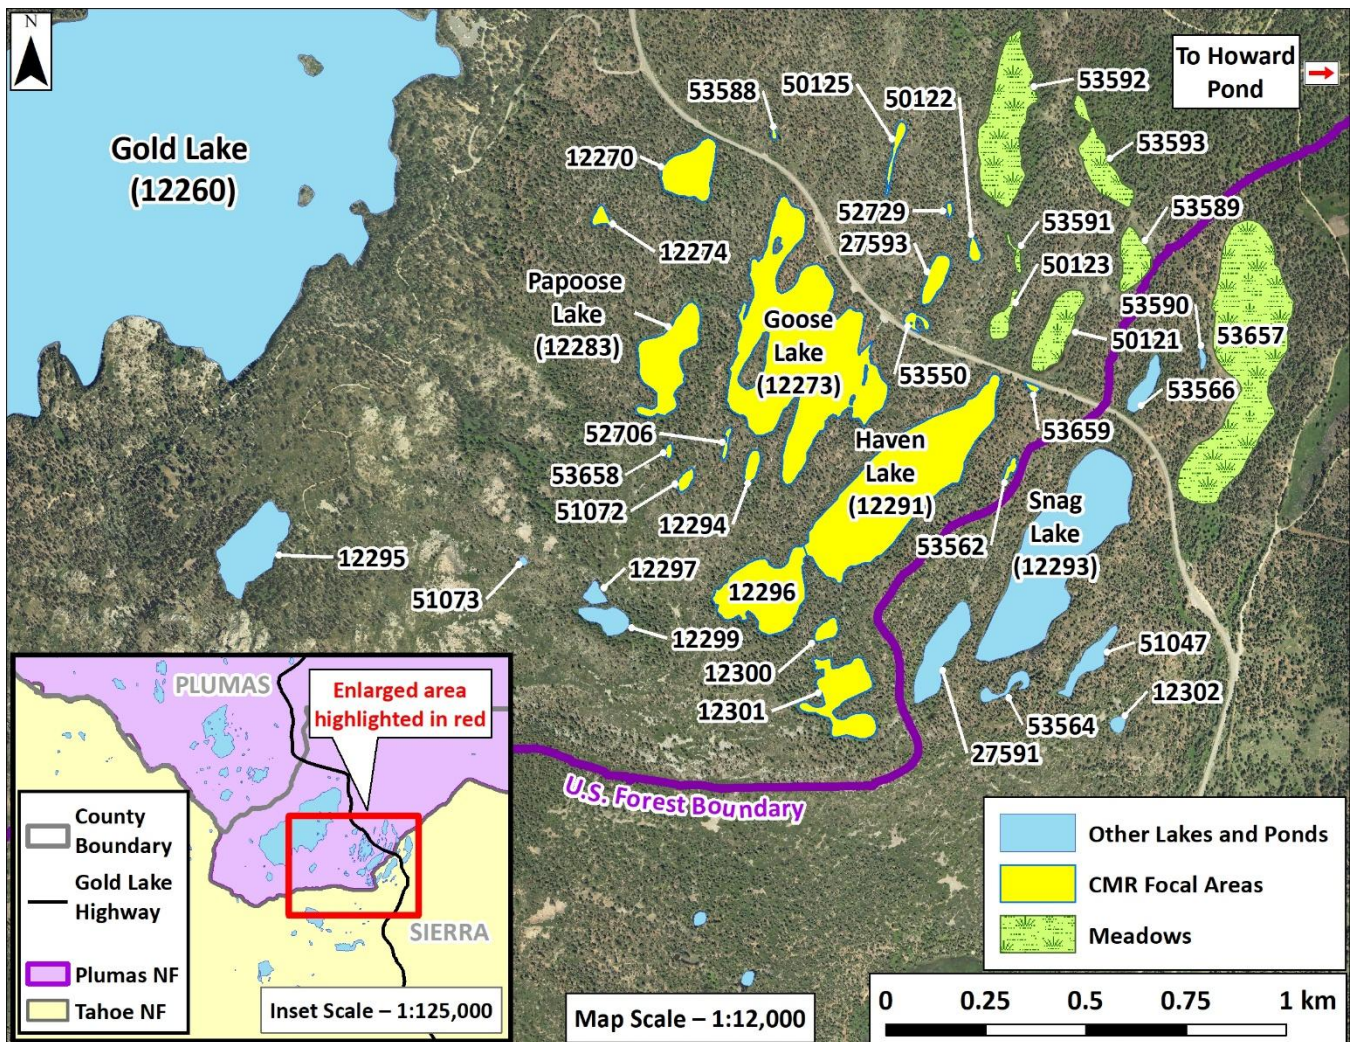 N
To Howard
Pond
Gold Lake
(12260)
53588
50125
50122
53592
12270
53593
52729
53591
53589
12274
27593
50123
Papoose
Lake
(12283)
Goose
Lake
(12273)
53590
53657
50121
53550
53566
52706
53659
53658
Haven
Lake
(12291)
51072
12294
Snag
Lake
(12293)
53562
12295
12297
51073
12296
12299
51047
12300
12302
12301
53564
27591
U.S. Forest Boundary
PLUMAS
Enlarged area
highlighted in red
SIERRA
County
Boundary
Gold Lake
Highway
Plumas NF
Tahoe NF
Inset Scale – 1:125,000
Map Scale – 1:12,000
Other Lakes and Ponds
CMR Focal Areas
Meadows
0 0.25 0.5 0.75 1 km